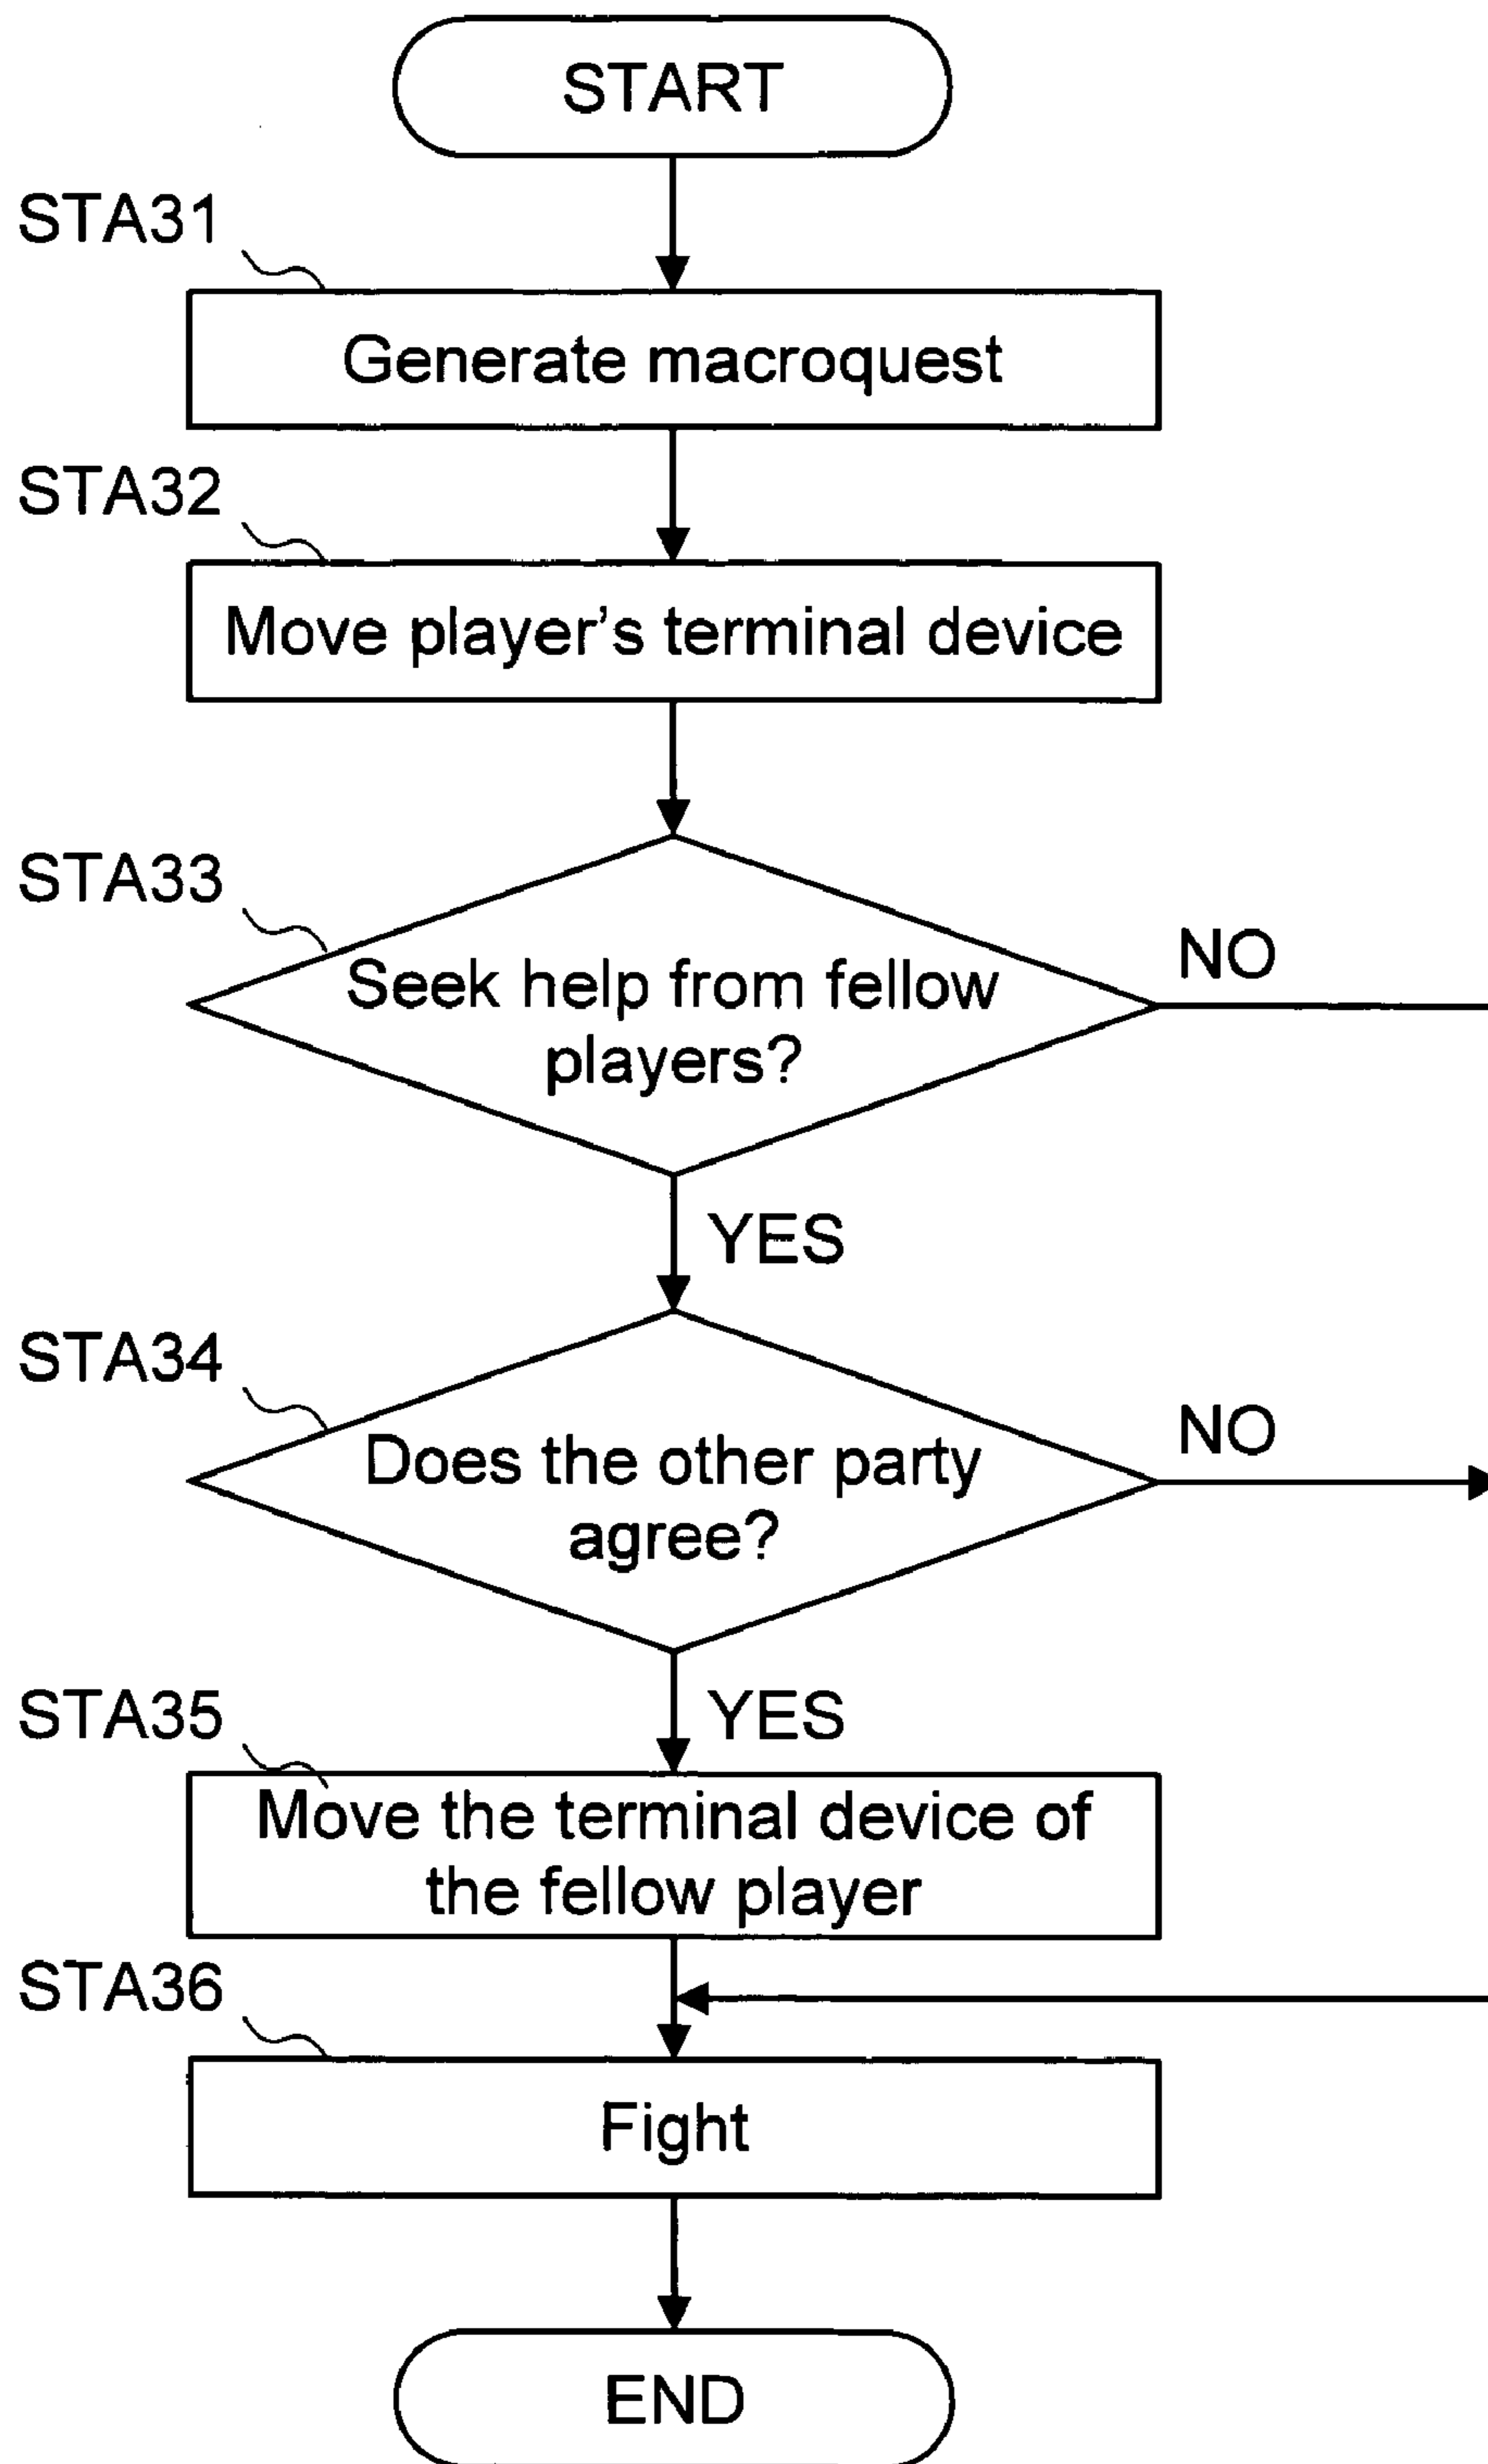 START
STA31
Generate macroquest
STA32
Move player's terminal device
STA33
NO
Seek help from fellow
players?
YES
STA34
NO
Does the other party
agree?
YES
STA35
Move the terminal device of
the fellow player
STA36
Fight
END